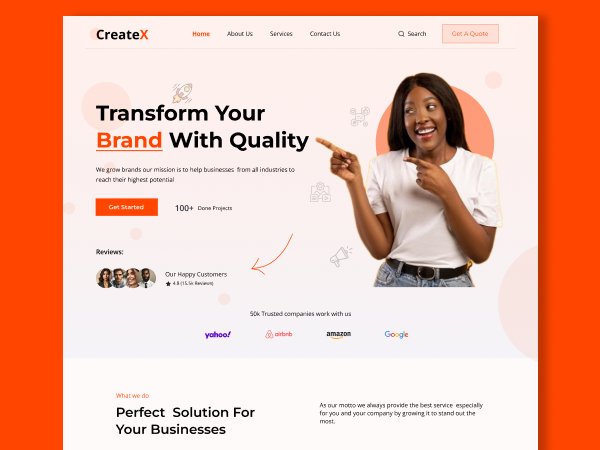 CreateX
Home About Us Services Contact Us Search Get A Quote
Transform Your
Brand With Quality
We grow brands our mission is to help businesses from all industries to
reach their highest potential
Get Started 100+ Done Projects
Reviews:
Our Happy Customers
4.8 (15.5k Reviews)
50k Trusted companies work with us
yahoo! airbnb amazon Google
What we do
Perfect Solution For
Your Businesses
As our motto we always provide the best service especially
for you and your company by growing it to stand out the
most.